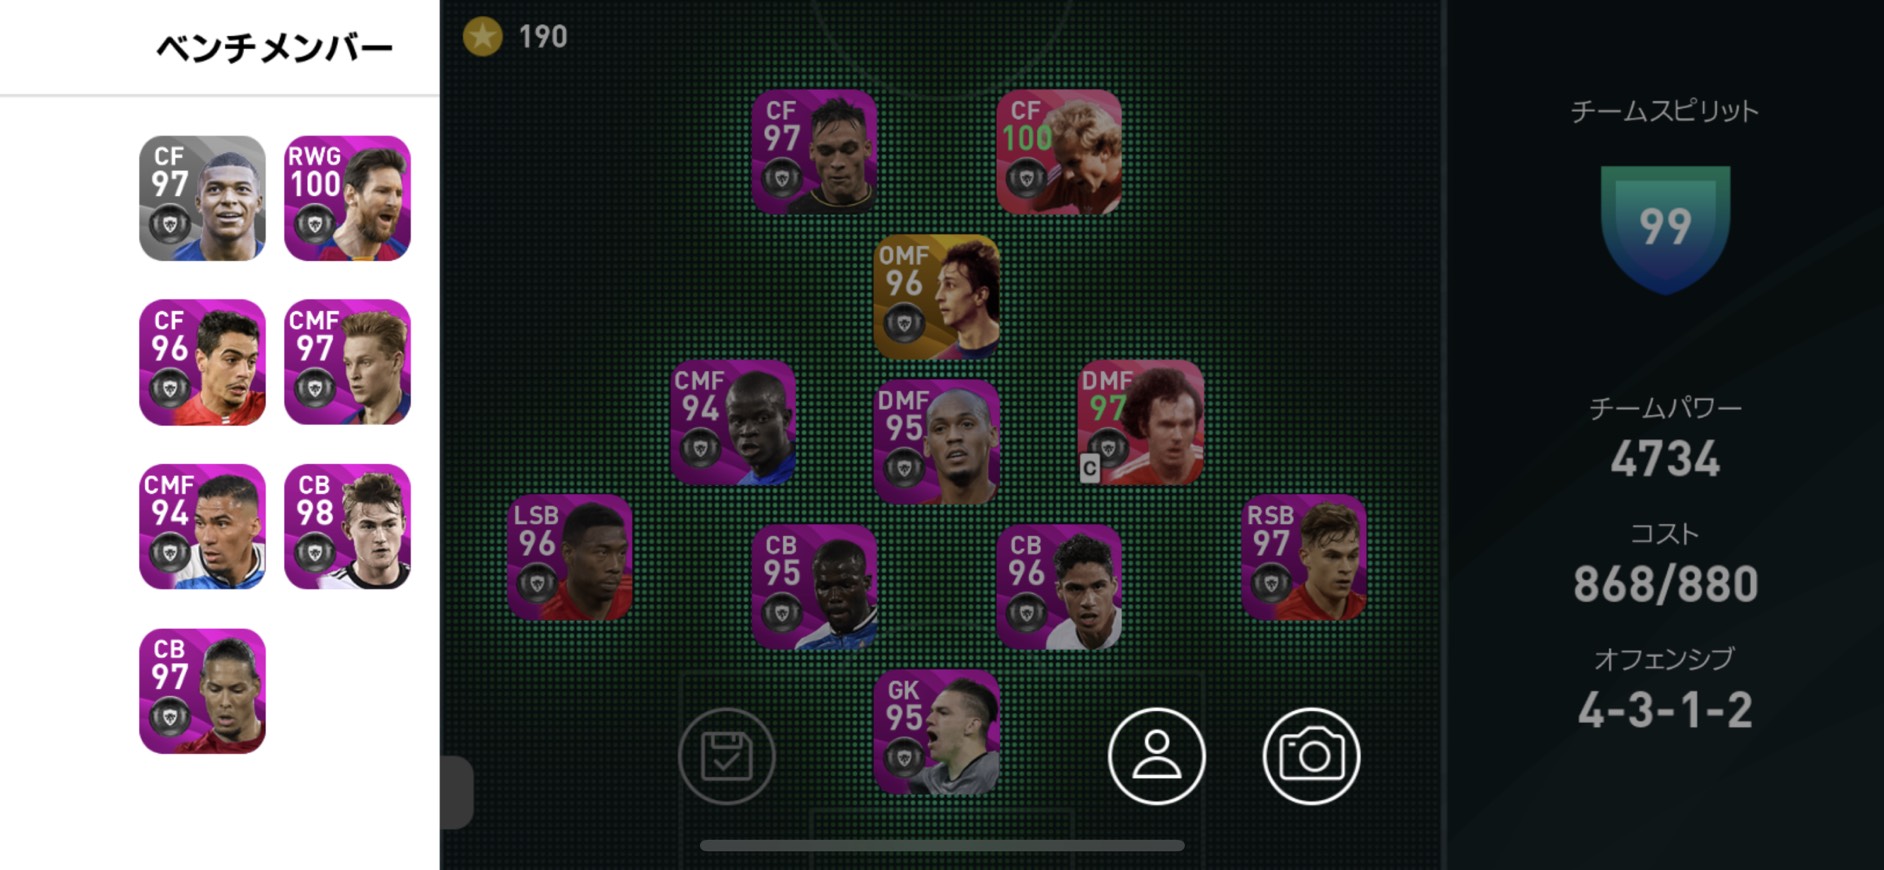 ベンチメンバー
CF
97
RWG
100
CF
96
CMF
97
CMF
94
CB
98
CB
97
190
CF
97
CF
100
OMF
96
CMF
94
DMF
95
DMF
97
C
LSB
96
CB
95
CB
96
RSB
97
GK
95
チームスピリット
99
チームパワー
4734
コスト
868/880
オフェンシブ
4-3-1-2